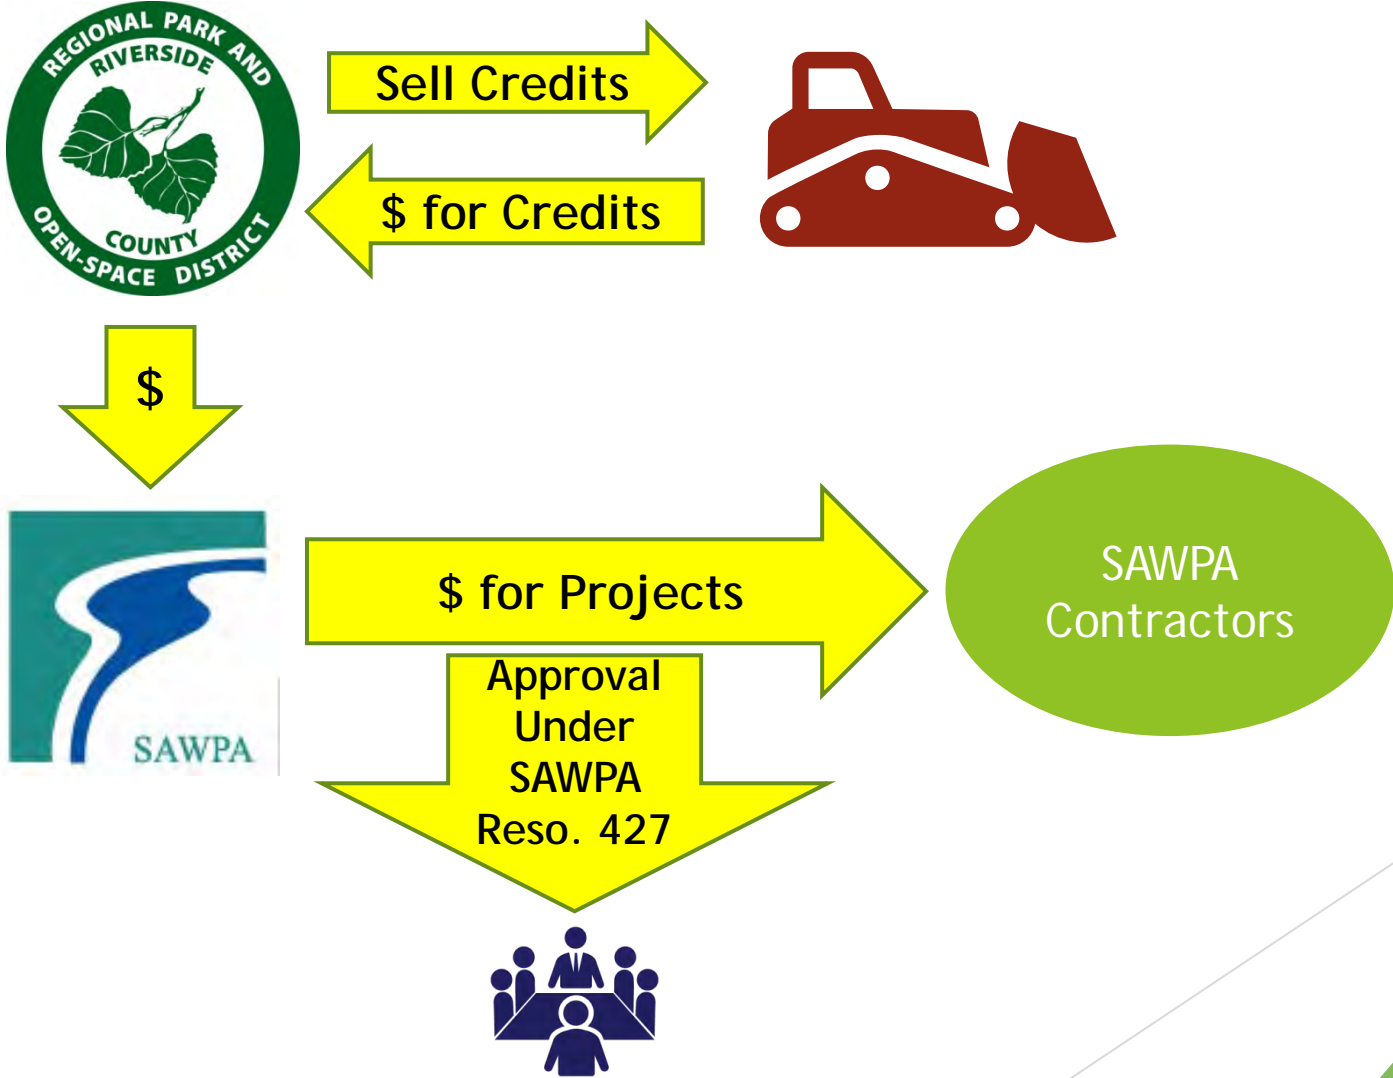 REGIONAL PARK AND
RIVERSIDE
COUNTY
OPEN-SPACE DISTRICT
Sell Credits
$ for Credits
$
SAWPA
$ for Projects
SAWPA
Contractors
Approval
Under
SAWPA
Reso. 427